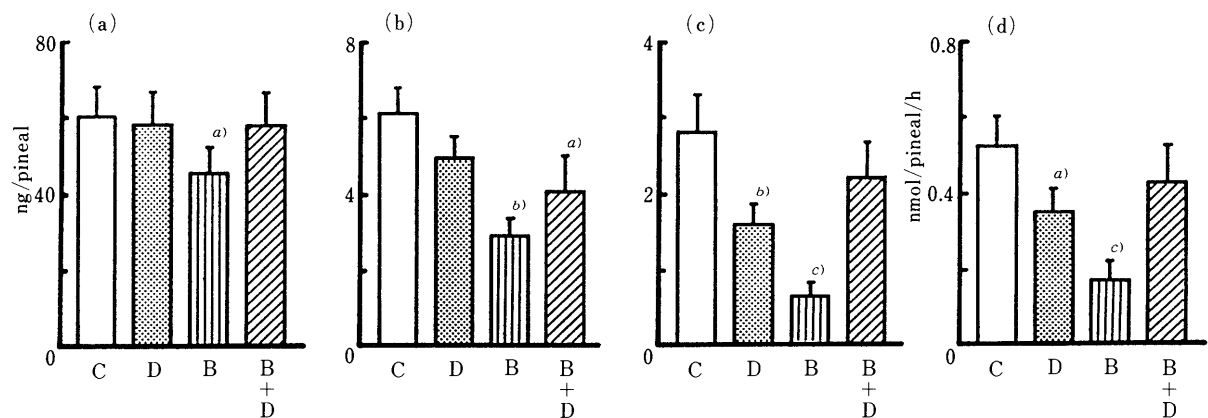 (a)
80
40
0
ng/pineal
a)
C D B B + D
(b)
8
4
0
b)
a)
C D B B + D
(c)
4
2
0
b)
c)
C D B B + D
(d)
0.8
0.4
0
nmol/pineal/h
a)
c)
C D B B + D